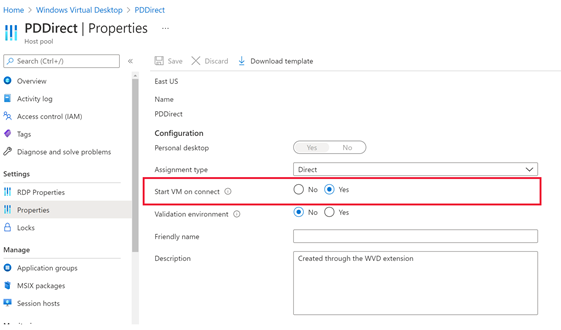 Home > Windows Virtual Desktop > PDDirect
PDDirect | Properties ...
Host pool
Search (Ctrl+/) «
Overview
Activity log
Access control (IAM)
Tags
Diagnose and solve problems
Settings
RDP Properties
Properties
Locks
Manage
Application groups
MSIX packages
Session hosts
Save Discard Download template
East US
Name
PDDirect
Configuration
Personal desktop Yes No
Assignment type Direct
Start VM on connect No Yes
Validation environment No Yes
Friendly name
Description Created through the WVD extension